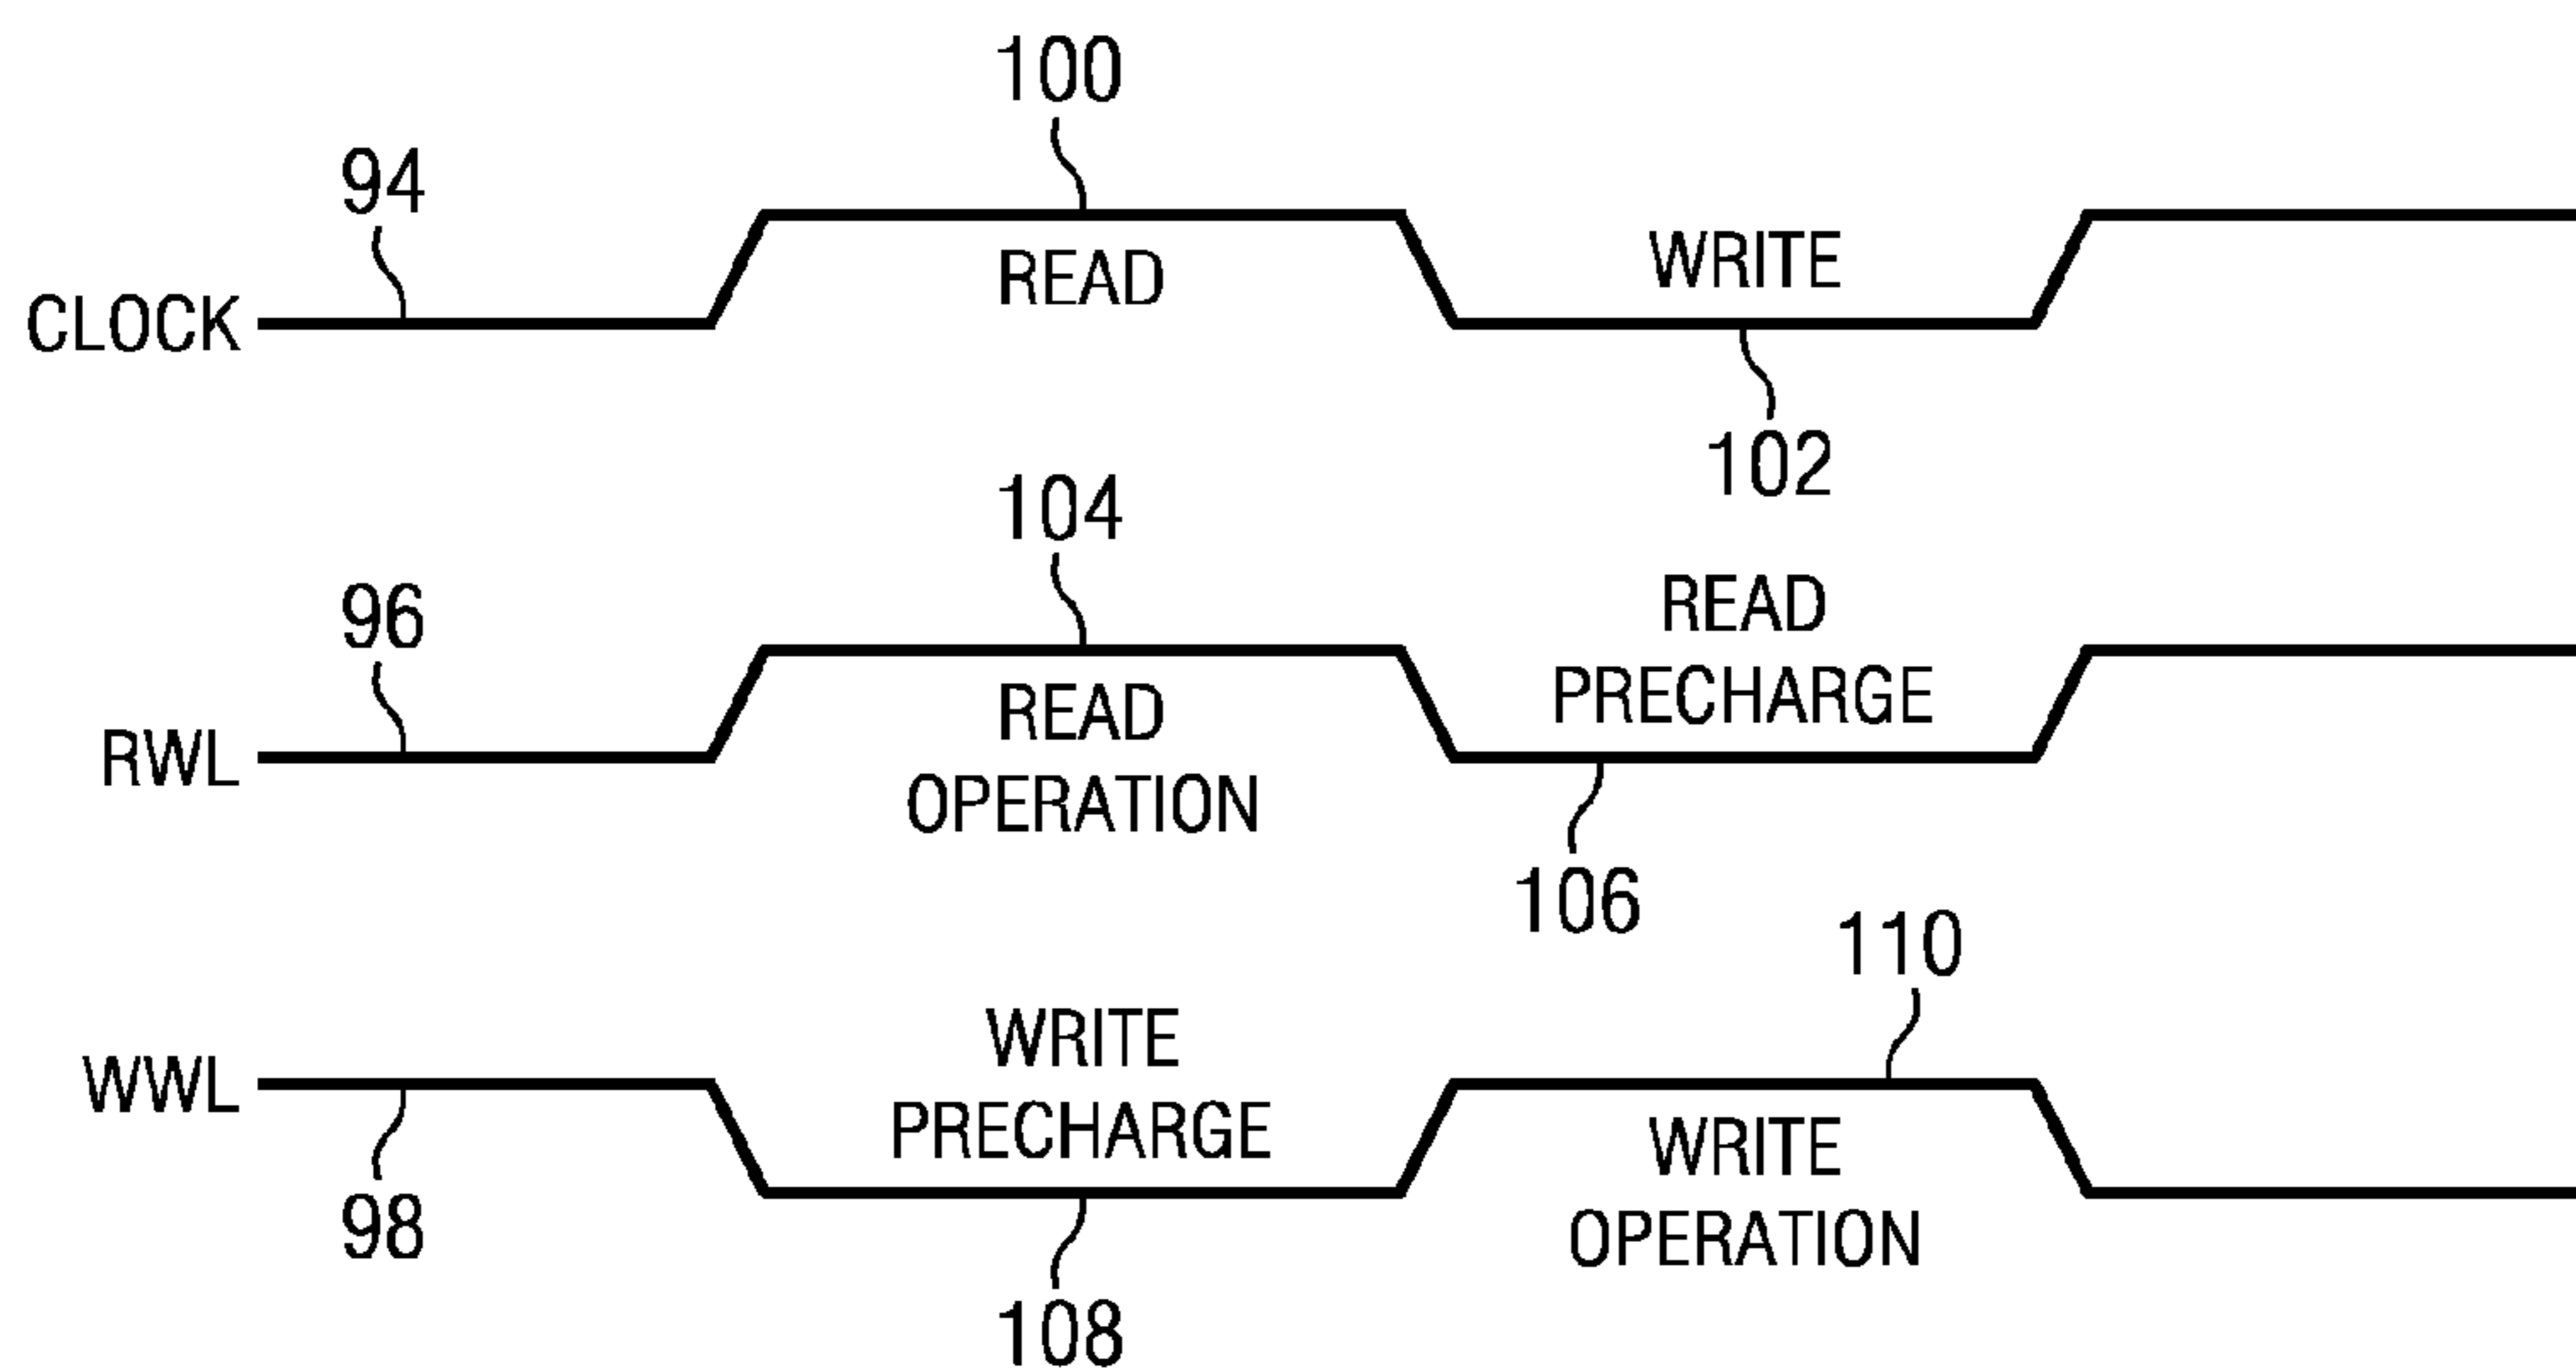 100
94
CLOCK
READ
WRITE
102
104
96
RWL
READ
OPERATION
READ
PRECHARGE
106
110
WWL
98
WRITE
PRECHARGE
108
WRITE
OPERATION